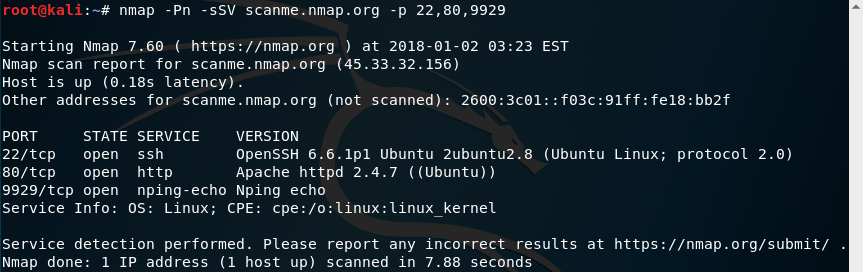 root@kali:~# nmap -Pn -sSV scanme.nmap.org -p 22,80,9929
Starting Nmap 7.60 ( https://nmap.org ) at 2018-01-02 03:23 EST
Nmap scan report for scanme.nmap.org (45.33.32.156)
Host is up (0.18s latency).
Other addresses for scanme.nmap.org (not scanned): 2600:3c01::f03c:91ff:fe18:bb2f
PORT     STATE SERVICE    VERSION
22/tcp   open  ssh        OpenSSH 6.6.1p1 Ubuntu 2ubuntu2.8 (Ubuntu Linux; protocol 2.0)
80/tcp   open  http       Apache httpd 2.4.7 ((Ubuntu))
9929/tcp open  nping-echo Nping echo
Service Info: OS: Linux; CPE: cpe:/o:linux:linux_kernel
Service detection performed. Please report any incorrect results at https://nmap.org/submit/ .
Nmap done: 1 IP address (1 host up) scanned in 7.88 seconds